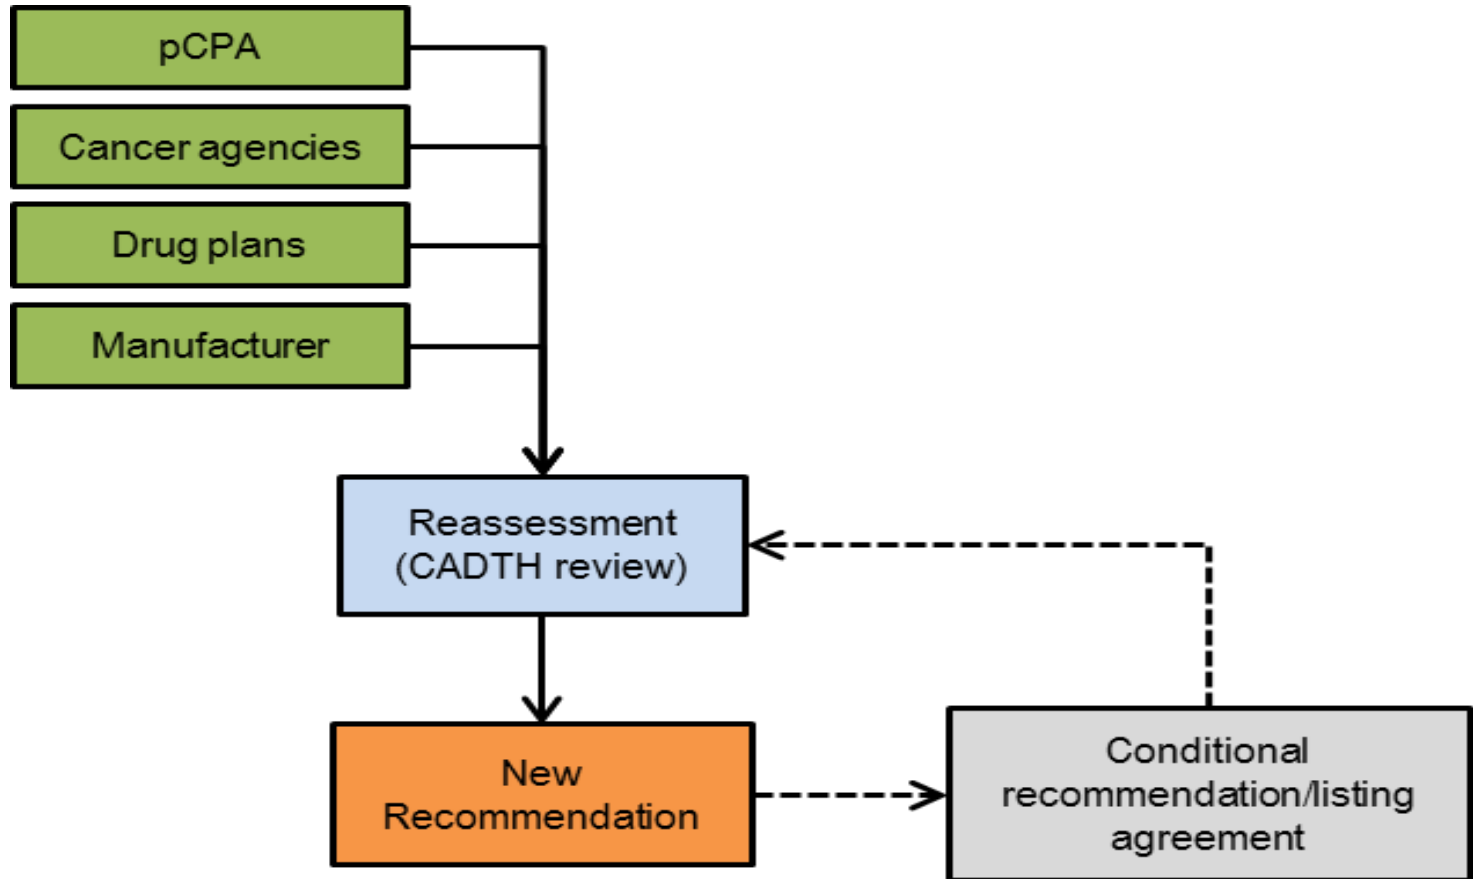 pCPA
Cancer agencies
Drug plans
Manufacturer
Reassessment
(CADTH review)
New
Recommendation
Conditional
recommendation/listing
agreement